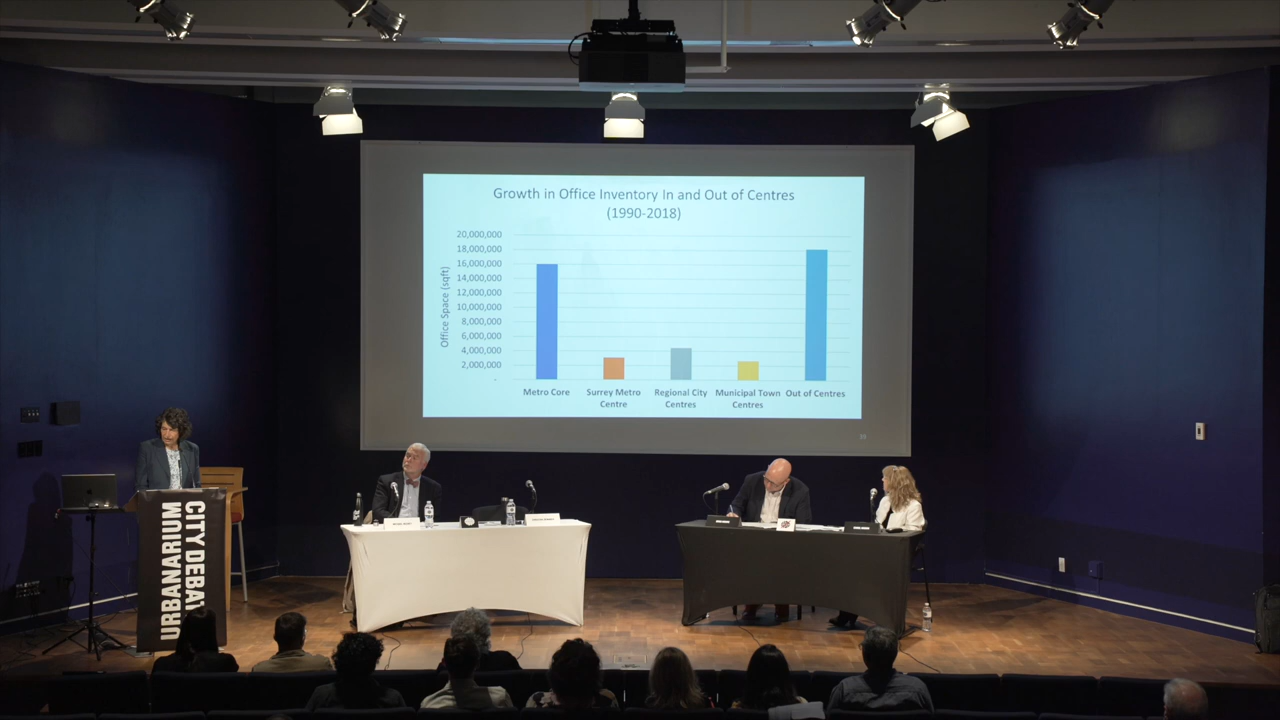 Growth in Office Inventory In and Out of Centres
(1990-2018)
Office Space (sqft)
20,000,000
18,000,000
16,000,000
14,000,000
12,000,000
10,000,000
8,000,000
6,000,000
4,000,000
2,000,000
-
Metro Core
Surrey Metro
Centre
Regional City
Centres
Municipal Town
Centres
Out of Centres
URBANARIUM
CITY DEBAT